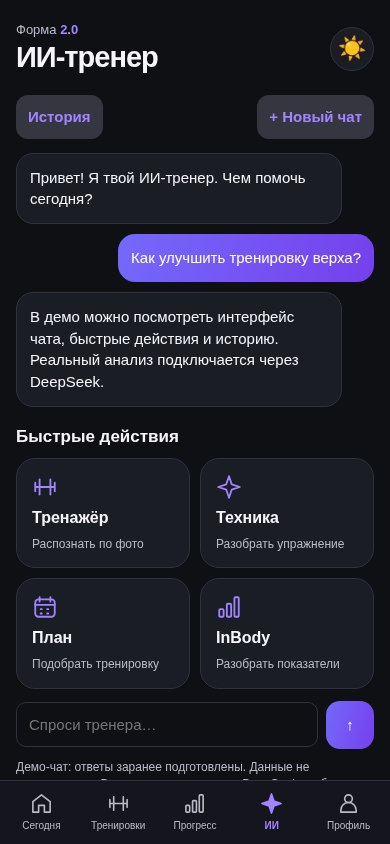 Форма 2.0
ИИ-тренер
История
+ Новый чат
Привет! Я твой ИИ-тренер. Чем помочь
сегодня?
Как улучшить тренировку верха?
В демо можно посмотреть интерфейс
чата, быстрые действия и историю.
Реальный анализ подключается через
DeepSeek.
Быстрые действия
Тренажёр
Распознать по фото
Техника
Разобрать упражнение
План
Подобрать тренировку
InBody
Разобрать показатели
Спроси тренера…
↑
Демо-чат: ответы заранее подготовлены. Данные не
Сегодня
Тренировки
Прогресс
ИИ
Профиль